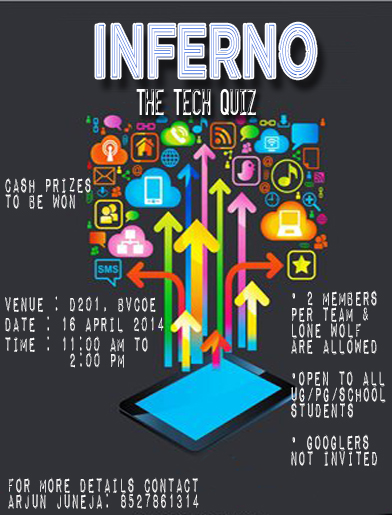 INFERNO
THE TECH QUIZ
CASH PRIZES
TO BE WON
SMS
VENUE : D201, BVCOE
DATE : 16 APRIL 2014
TIME : 11:00 AM TO
2:00 PM
• 2 MEMBERS
PER TEAM &
LONE WOLF
ARE ALLOWED
•OPEN TO ALL
UG/PG/SCHOOL
STUDENTS
• GOOGLERS
NOT INVITED
FOR MORE DETAILS CONTACT
ARJUN JUNEJA: 8527861314